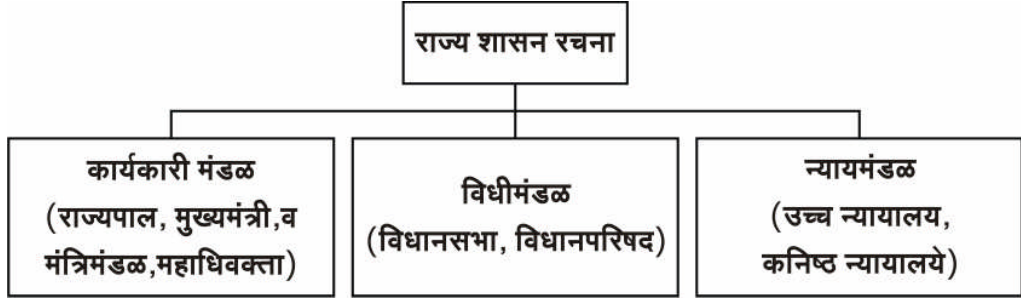 राज्य शासन रचना
कार्यकारी मंडळ
(राज्यपाल, मुख्यमंत्री,व
मंत्रिमंडळ,महाधिवक्ता)
विधीमंडळ
(विधानसभा, विधानपरिषद)
न्यायमंडळ
(उच्च न्यायालय,
कनिष्ठ न्यायालये)